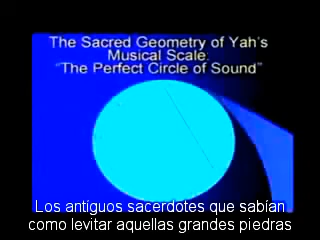 The Sacred Geometry of Yah's
Musical Scale:
"The Perfect Circle of Sound"
Los antíguos sacerdotes que sabían
como levitar aquellas grandes piedras